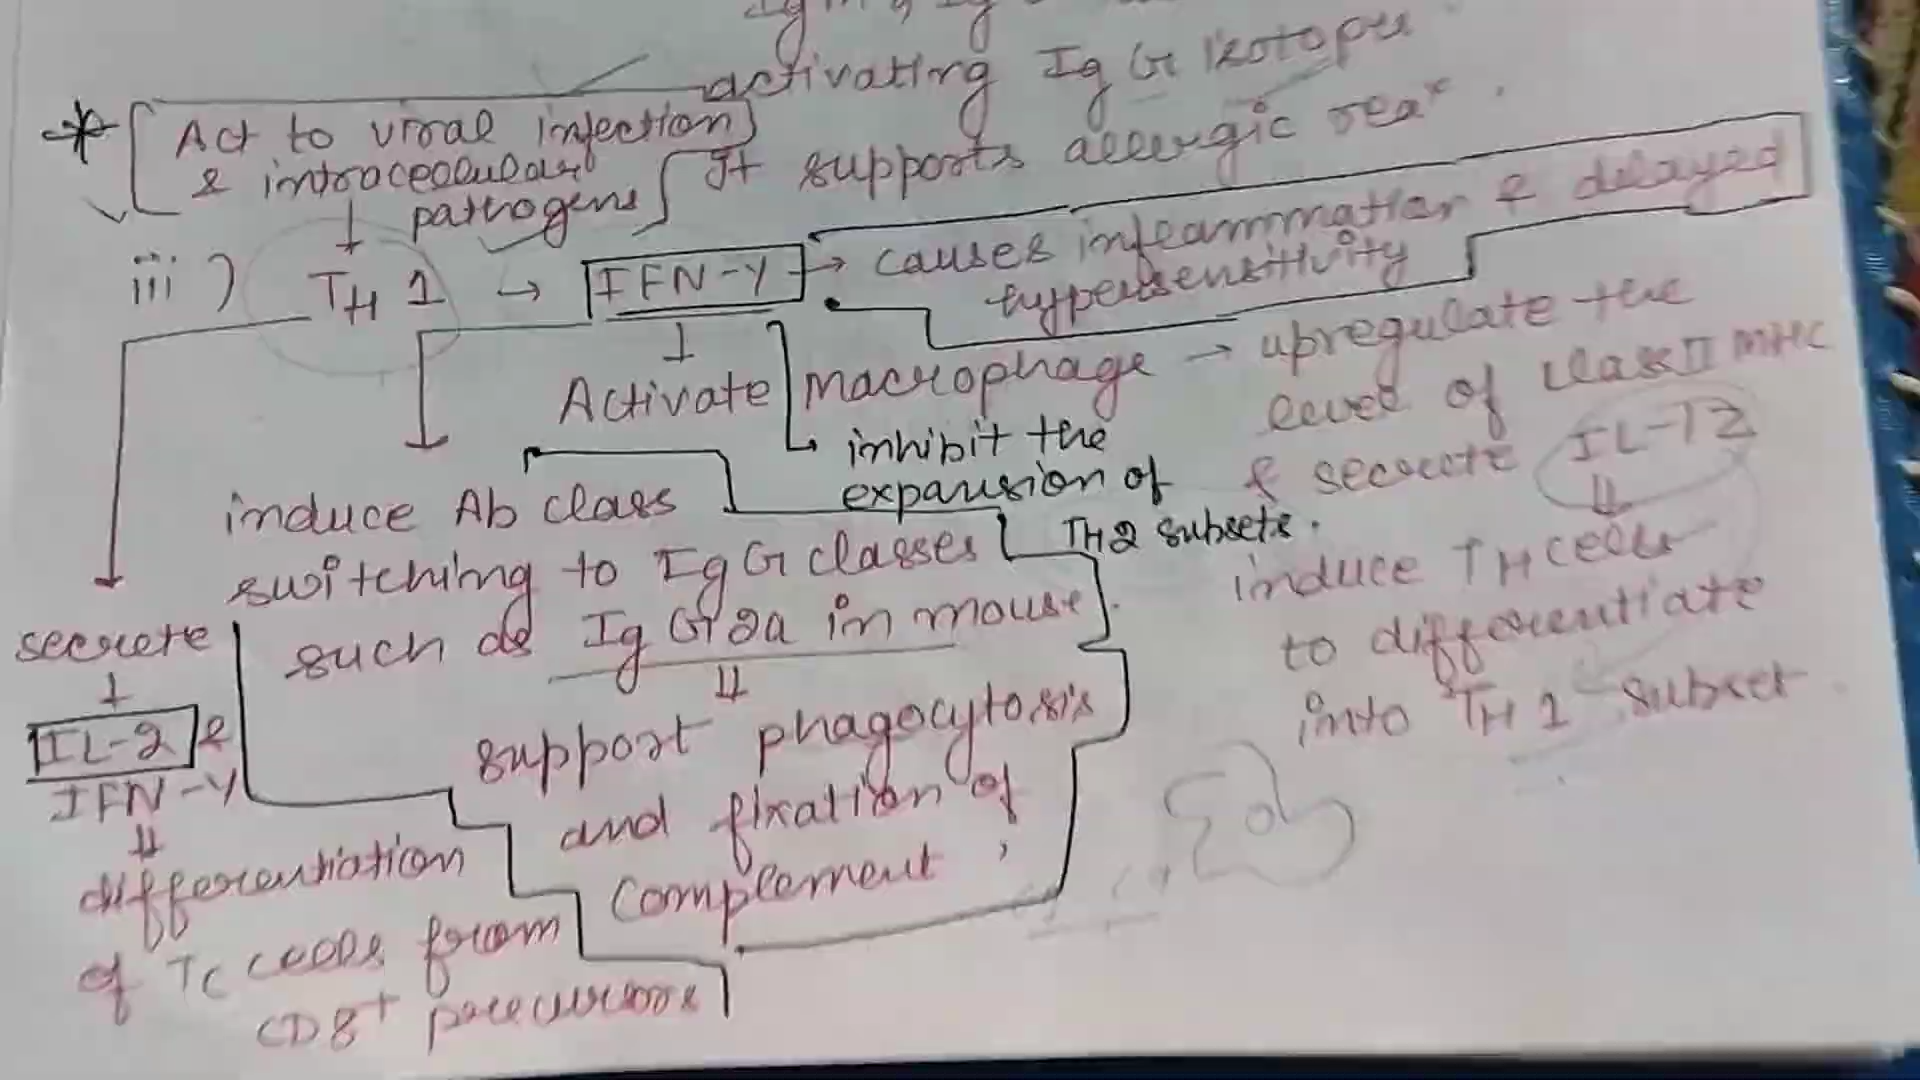 activating IgG isotopes
It supports allergic reaˣ.
* [Act to viral infection]
& intracellular
pathogens
iii) TH 1 → IFN-γ → causes inflammation & delayed
hypersensitivity
Activate macrophage → upregulate the
level of class II MHC
& secrete IL-12
⇓
induce TH cells
to differentiate
into TH 1 subset.
inhibit the
expansion of
TH2 subsets.
induce Ab class
switching to IgG classes
such as IgG2a in mouse
⇓
support phagocytosis
and fixation of
complement
secrete
↓
IL-2 &
IFN-γ
⇓
differentiation
of Tc cells from
CD8⁺ precursors